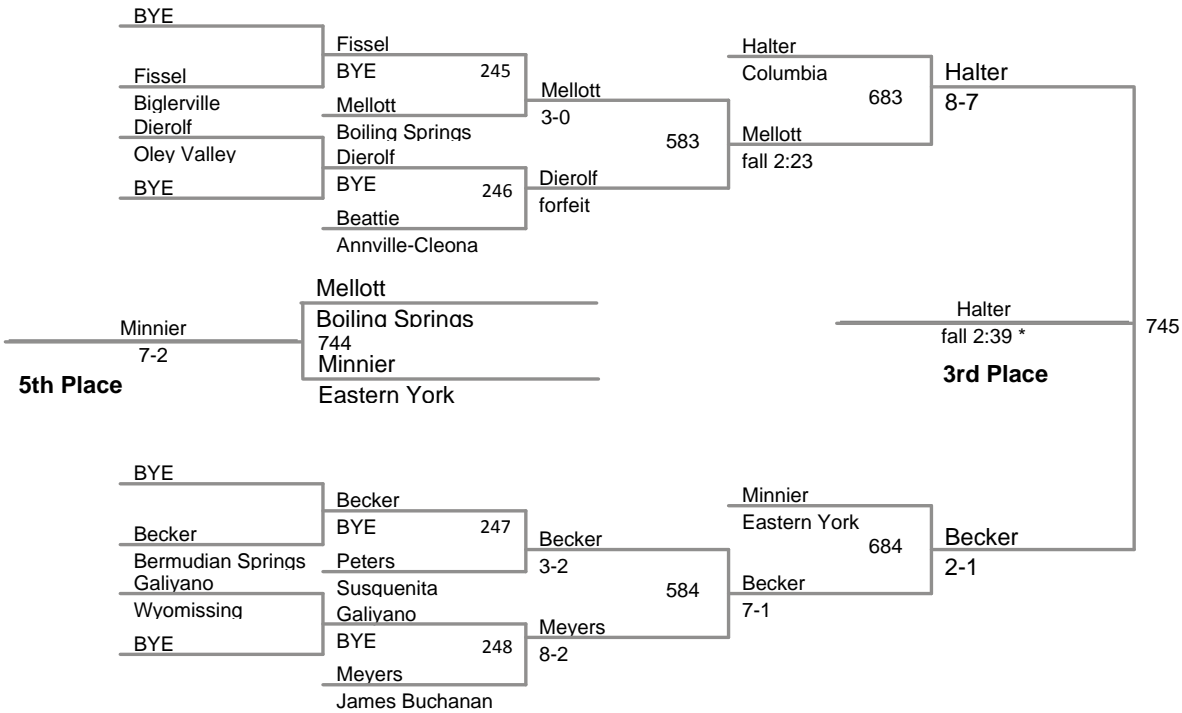 BYE
Fissel
Biglerville
Dierolf
Oley Valley
BYE
Fissel
BYE
245
Mellott
Boiling Springs
Dierolf
BYE
246
Beattie
Annville-Cleona
Mellott
3-0
583
Dierolf
forfeit
Halter
Columbia
683
Mellott
fall 2:23
Halter
8-7
Minnier
7-2
5th Place
Mellott
Boiling Springs
744
Minnier
Eastern York
Halter
fall 2:39 *
3rd Place
745
BYE
Becker
Bermudian Springs
Galiyano
Wyomissing
BYE
Becker
BYE
247
Peters
Susquenita
Galiyano
BYE
248
Meyers
James Buchanan
Becker
3-2
584
Meyers
8-2
Minnier
Eastern York
684
Becker
7-1
Becker
2-1